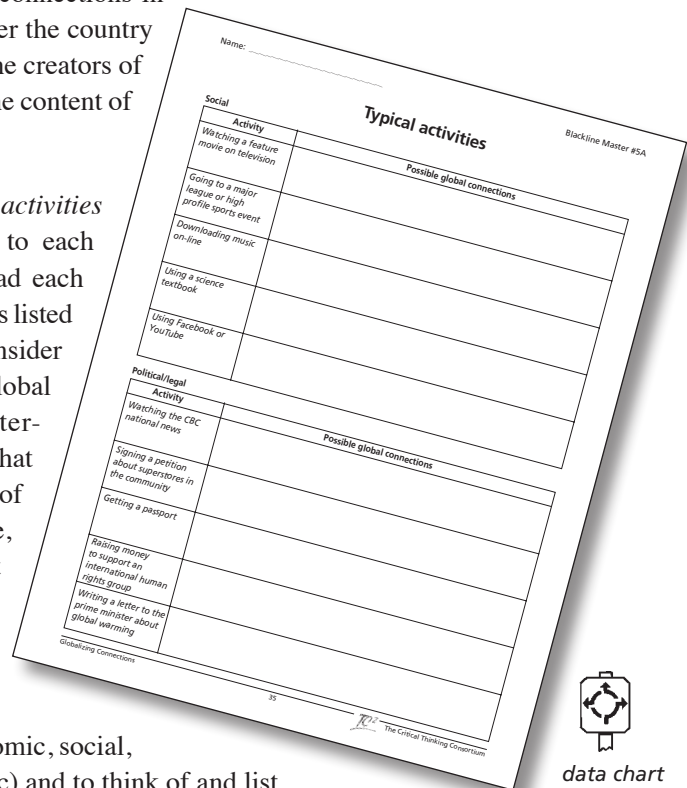 connections in
er the country
e creators of
e content of
activities
to each
ad each
s listed
nsider
lobal
ter-
hat
of
e,
omic, social,
c) and to think of and list
Name:
Blackline Master #5A
Typical activities
Social
Activity
Possible global connections
Watching a feature
movie on television
Going to a major
league or high
profile sports event
Downloading music
on-line
Using a science
textbook
Using Facebook or
YouTube
Political/legal
Activity
Possible global connections
Watching the CBC
national news
Signing a petition
about superstores in
the community
Getting a passport
Raising money
to support an
international human
rights group
Writing a letter to the
prime minister about
global warming
Globalizing Connections
35
TC²
The Critical Thinking Consortium
data chart